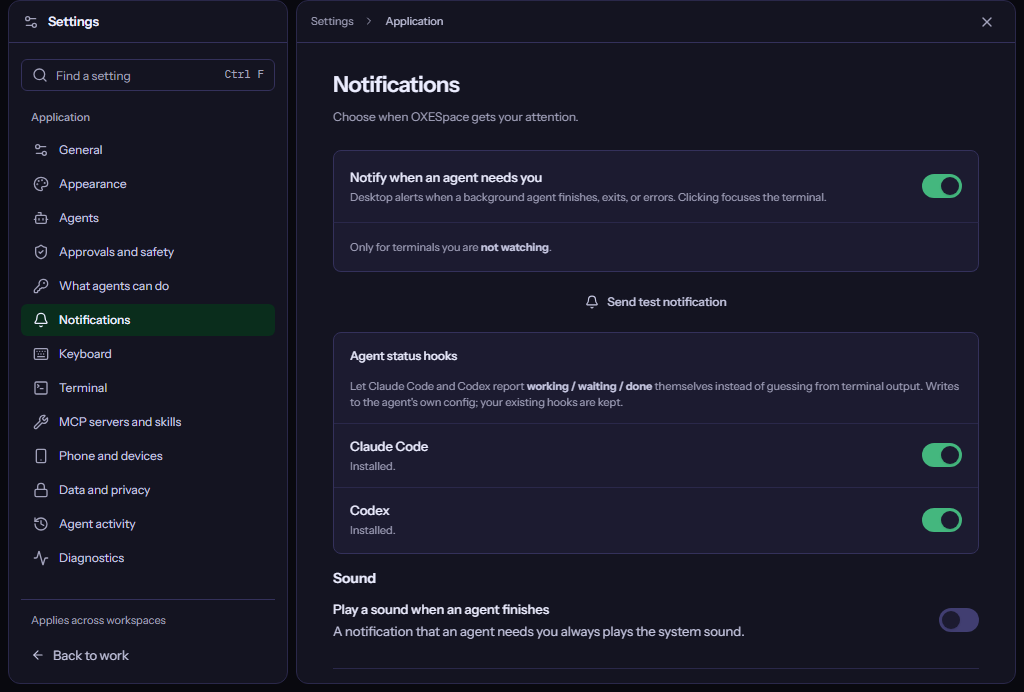 Settings
Find a setting
Ctrl F
Application
General
Appearance
Agents
Approvals and safety
What agents can do
Notifications
Keyboard
Terminal
MCP servers and skills
Phone and devices
Data and privacy
Agent activity
Diagnostics
Applies across workspaces
Back to work
Settings
Application
Notifications
Choose when OXESpace gets your attention.
Notify when an agent needs you
Desktop alerts when a background agent finishes, exits, or errors. Clicking focuses the terminal.
Only for terminals you are not watching.
Send test notification
Agent status hooks
Let Claude Code and Codex report working / waiting / done themselves instead of guessing from terminal output. Writes
to the agent's own config; your existing hooks are kept.
Claude Code
Installed.
Codex
Installed.
Sound
Play a sound when an agent finishes
A notification that an agent needs you always plays the system sound.